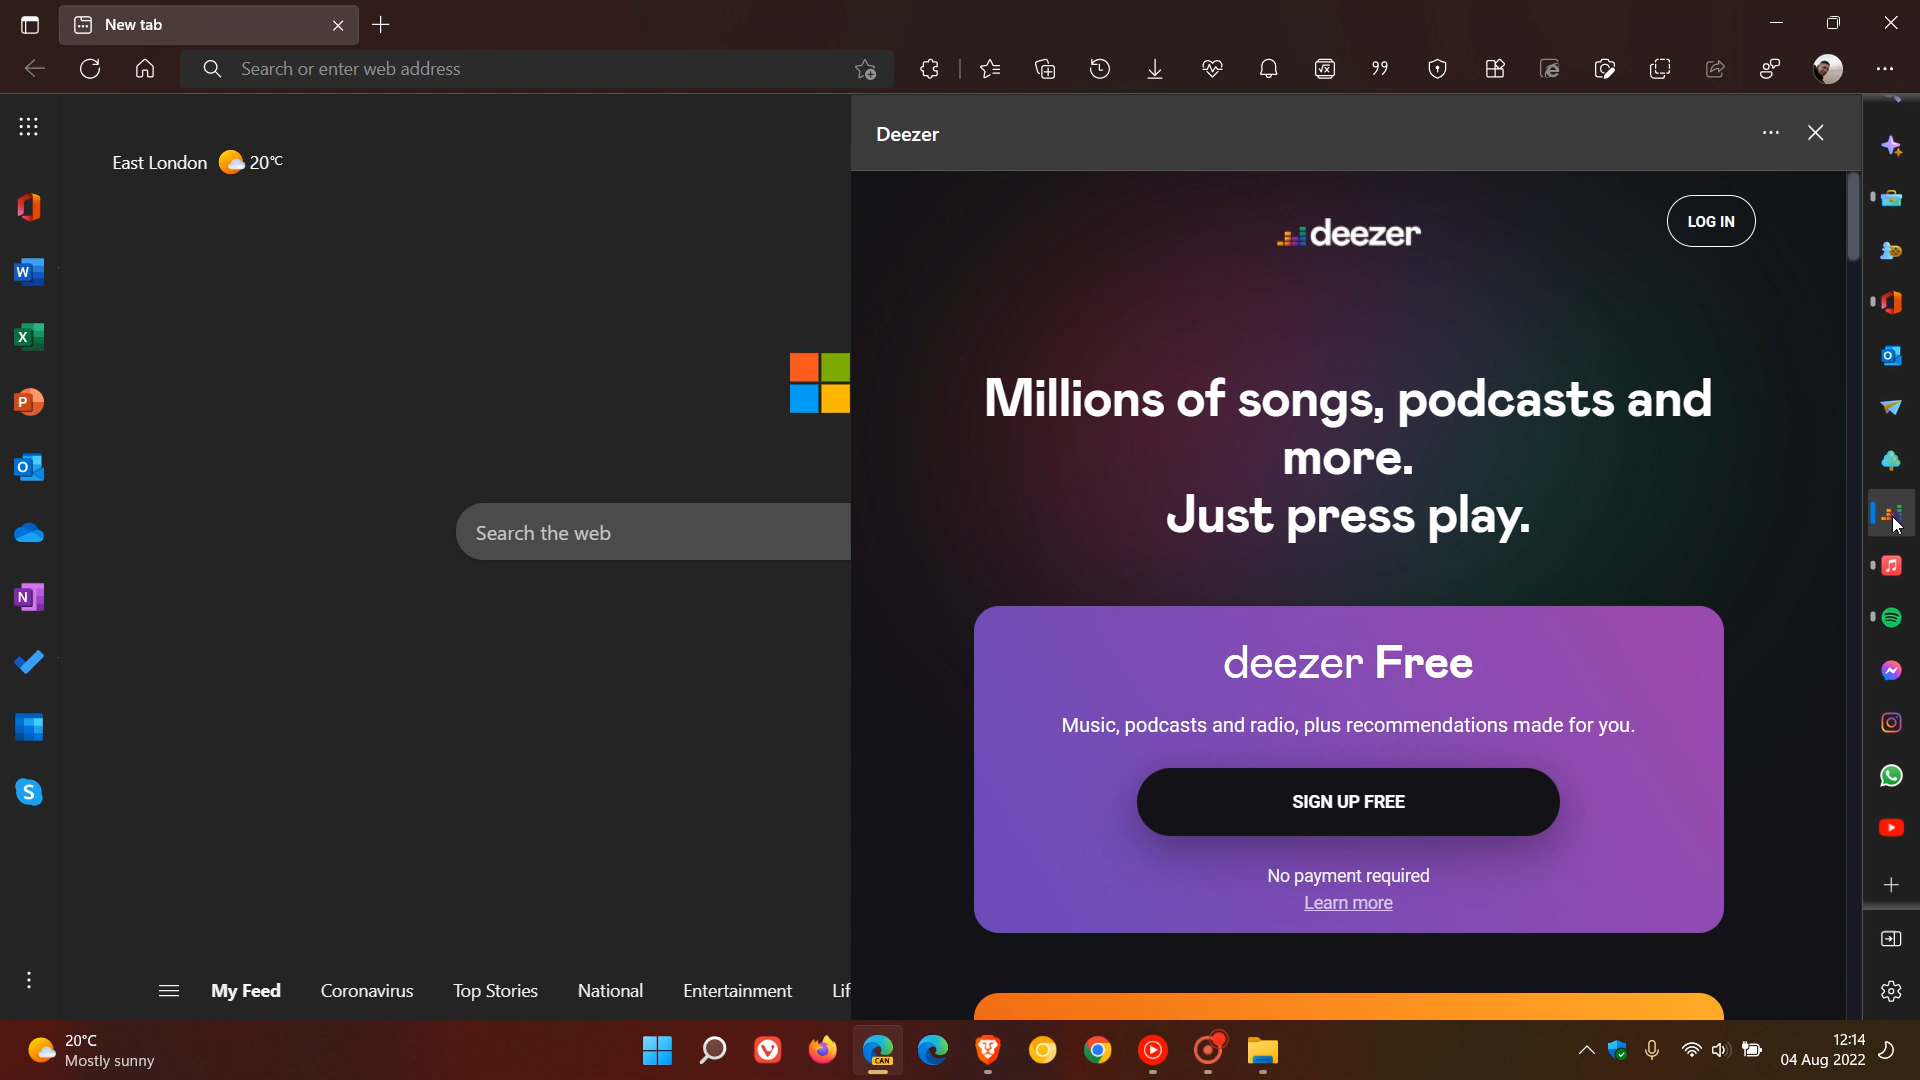 New tab
Search or enter web address
East London 20°C
Deezer
deezer
LOG IN
Millions of songs, podcasts and
more.
Just press play.
Search the web
deezer Free
Music, podcasts and radio, plus recommendations made for you.
SIGN UP FREE
No payment required
Learn more
My Feed Coronavirus Top Stories National Entertainment Lif
20°C
Mostly sunny
CAN
12:14
04 Aug 2022